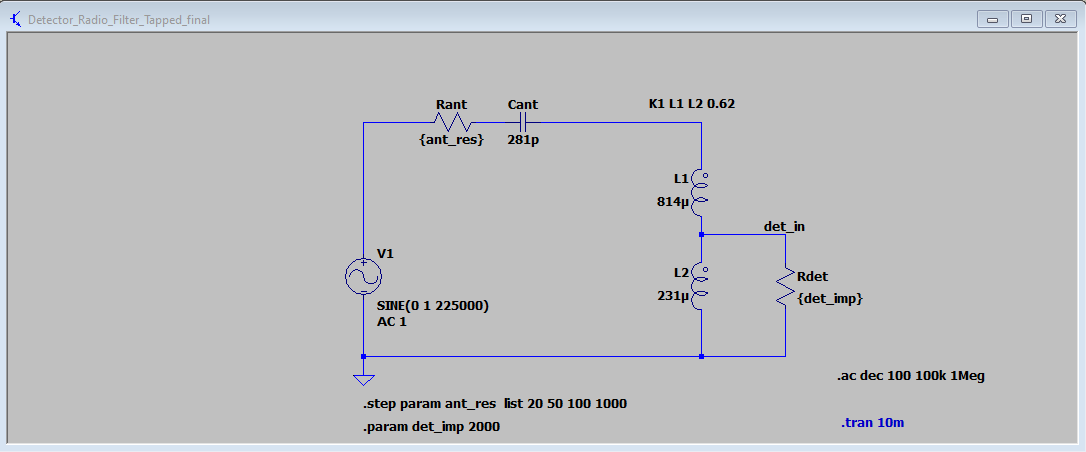 Detector_Radio_Filter_Tapped_final
Rant
{ant_res}
Cant
281p
K1 L1 L2 0.62
L1
814µ
det_in
V1
SINE(0 1 225000)
AC 1
L2
231µ
Rdet
{det_imp}
.ac dec 100 100k 1Meg
.step param ant_res  list 20 50 100 1000
.param det_imp 2000
.tran 10m